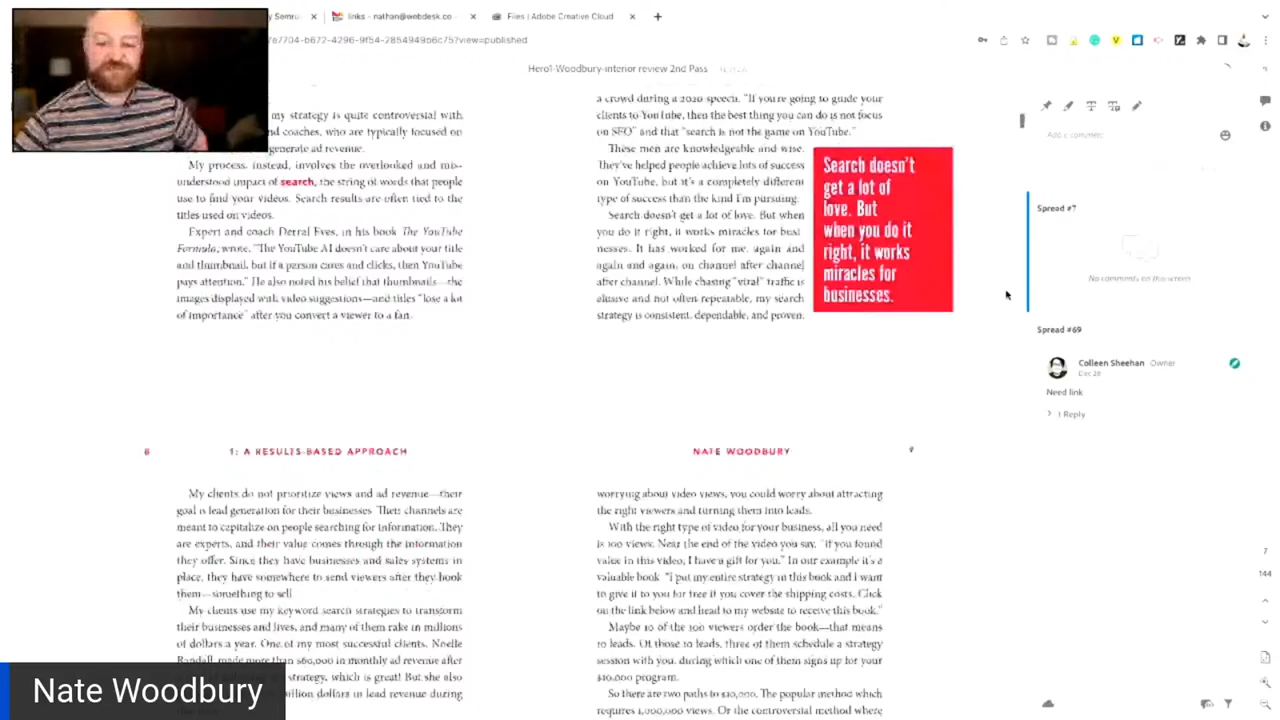 y Semru
links - nathan@webdesk.co
Files | Adobe Creative Cloud
7e7704-b672-4296-9f54-2854949b6c75?view=published
Hero1-Woodbury-interior review 2nd Pass
Add a comment
my strategy is quite controversial with
d coaches, who are typically focused on
generate ad revenue.
My process, instead, involves the overlooked and mis-
understood impact of search, the string of words that people
use to find your videos. Search results are often tied to the
titles used on videos.
Expert and coach Derral Eves, in his book The YouTube
Formula, wrote, “The YouTube AI doesn’t care about your title
and thumbnail, but if a person cares and clicks, then YouTube
pays attention.” He also noted his belief that thumbnails—the
images displayed with video suggestions—and titles “lose a lot
of importance” after you convert a viewer to a fan.
a crowd during a 2020 speech. “If you’re going to guide your
clients to YouTube, then the best thing you can do is not focus
on SEO” and that “search is not the game on YouTube.”
These men are knowledgeable and wise.
They’ve helped people achieve lots of success
on YouTube, but it’s a completely different
type of success than the kind I’m pursuing.
Search doesn’t get a lot of love. But when
you do it right, it works miracles for busi-
nesses. It has worked for me, again and
again and again, on channel after channel
after channel. While chasing “viral” traffic is
elusive and not often repeatable, my search
strategy is consistent, dependable, and proven.
Search doesn’t
get a lot of
love. But
when you do it
right, it works
miracles for
businesses.
Spread #7
No comments on this screen
Spread #69
Colleen Sheehan Owner
Dec 20
Need link
1 Reply
8 1: A RESULTS-BASED APPROACH
My clients do not prioritize views and ad revenue—their
goal is lead generation for their businesses. Their channels are
meant to capitalize on people searching for information. They
are experts, and their value comes through the information
they offer. Since they have businesses and sales systems in
place, they have somewhere to send viewers after they hook
them—something to sell.
My clients use my keyword search strategies to transform
their businesses and lives, and many of them rake in millions
of dollars a year. One of my most successful clients, Noelle
Randall, made more than $60,000 in monthly ad revenue after
strategy, which is great! But she also
illion dollars in lead revenue during
NATE WOODBURY 9
worrying about video views, you could worry about attracting
the right viewers and turning them into leads.
With the right type of video for your business, all you need
is 100 views. Near the end of the video you say, “If you found
value in this video, I have a gift for you.” In our example it’s a
valuable book. “I put my entire strategy in this book and I want
to give it to you for free if you cover the shipping costs. Click
on the link below and head to my website to receive this book.”
Maybe 10 of the 100 viewers order the book—that means
10 leads. Of those 10 leads, three of them schedule a strategy
session with you, during which one of them signs up for your
$10,000 program.
So there are two paths to $10,000. The popular method which
requires 1,000,000 views. Or the controversial method where
7
144
Nate Woodbury